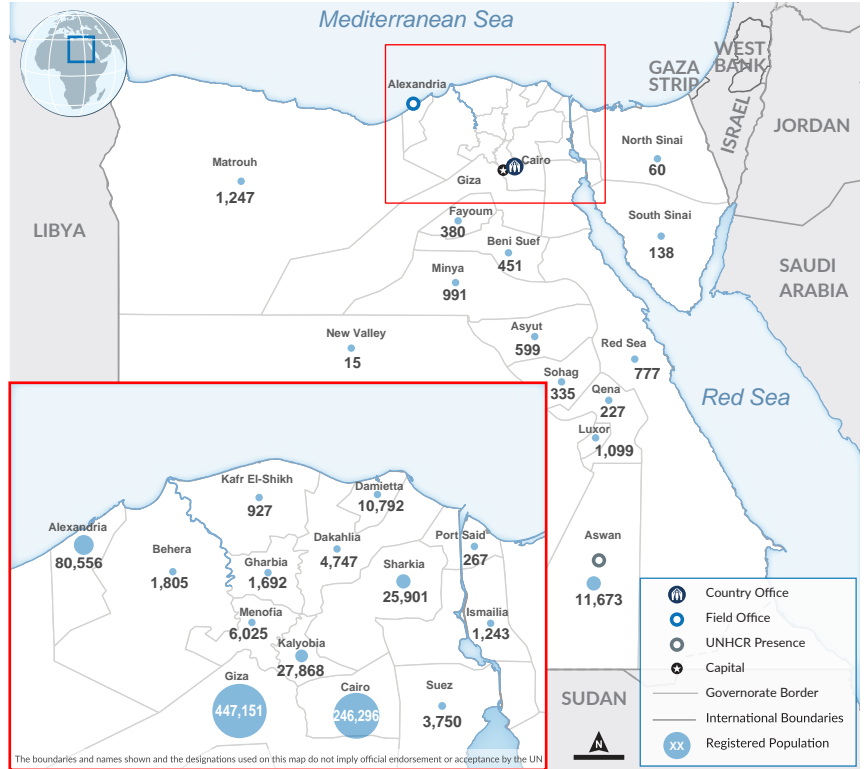 Mediterranean Sea
WEST
BANK
GAZA
STRIP
ISRAEL
JORDAN
Alexandria
North Sinai
60
Cairo
Giza
Matrouh
1,247
LIBYA
Fayoum
380
South Sinai
138
Beni Suef
451
Minya
991
SAUDI
ARABIA
New Valley
15
Asyut
599
Red Sea
777
Sohag
335
Qena
227
Red Sea
Luxor
1,099
Kafr El-Shikh
927
Damietta
10,792
Alexandria
80,556
Behera
1,805
Gharbia
1,692
Dakahlia
4,747
Port Said
267
Sharkia
25,901
Menofia
6,025
Ismailia
1,243
Kalyobia
27,868
Giza
447,151
Cairo
246,296
Suez
3,750
Aswan
11,673
SUDAN
N
Country Office
Field Office
UNHCR Presence
Capital
Governorate Border
International Boundaries
XX Registered Population
The boundaries and names shown and the designations used on this map do not imply official endorsement or acceptance by the UN